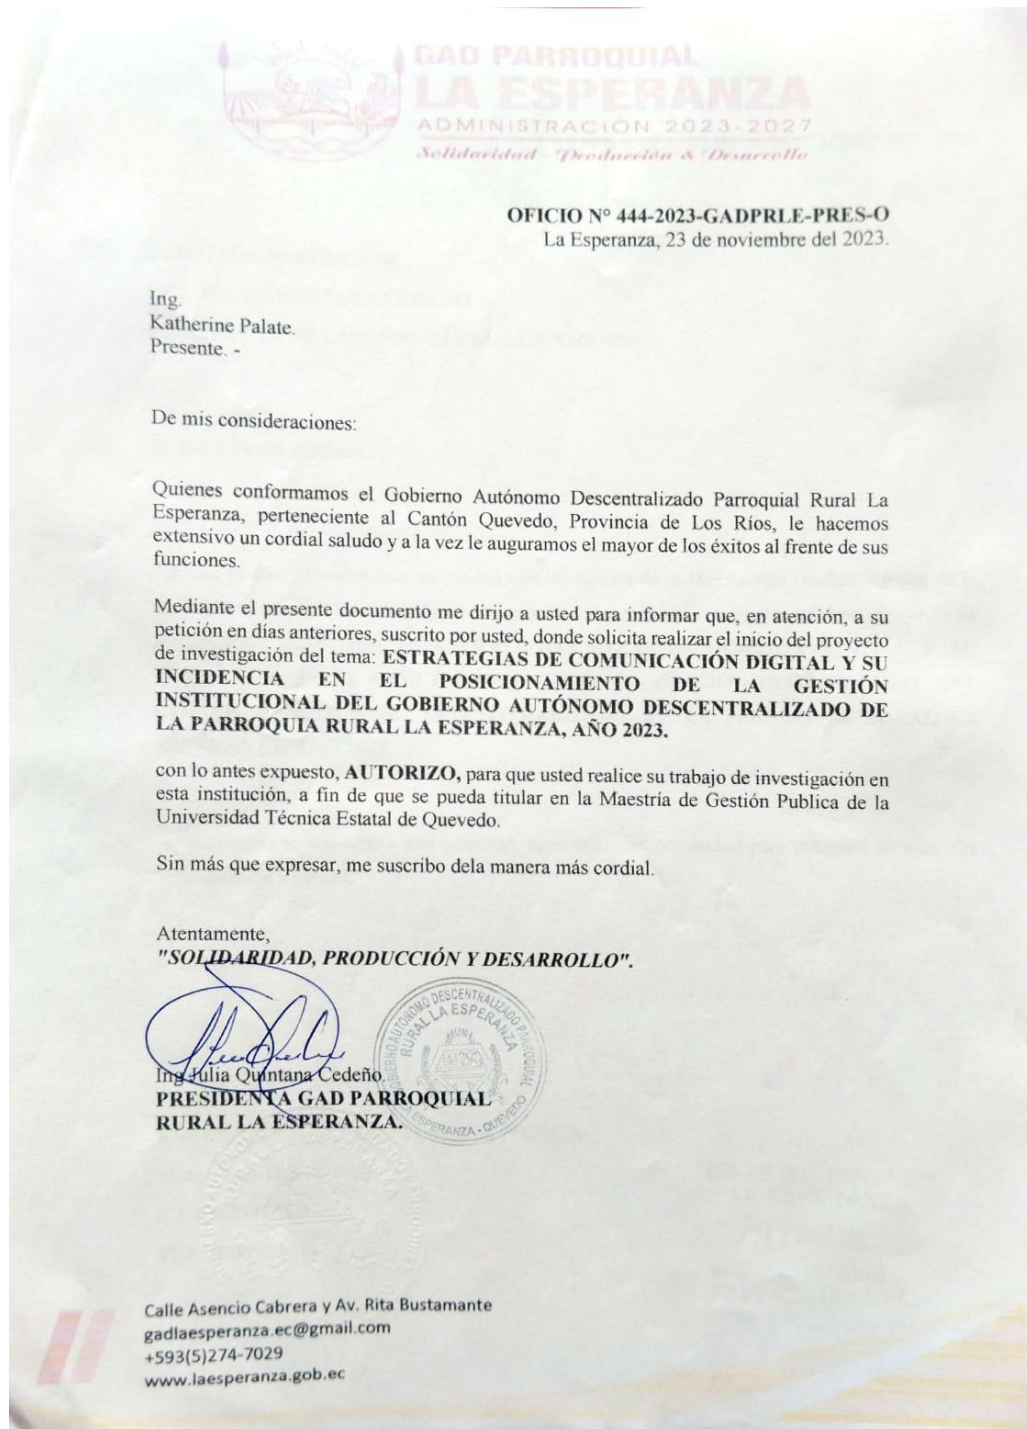 GAD PARROQUIAL
LA ESPERANZA
ADMINISTRACIÓN 2023-2027
Solidaridad - Producción & Desarrollo
OFICIO N° 444-2023-GADPRLE-PRES-O
La Esperanza, 23 de noviembre del 2023.
Ing.
Katherine Palate.
Presente. -
De mis consideraciones:
Quienes conformamos el Gobierno Autónomo Descentralizado Parroquial Rural La
Esperanza, perteneciente al Cantón Quevedo, Provincia de Los Ríos, le hacemos
extensivo un cordial saludo y a la vez le auguramos el mayor de los éxitos al frente de sus
funciones.
Mediante el presente documento me dirijo a usted para informar que, en atención, a su
petición en días anteriores, suscrito por usted, donde solicita realizar el inicio del proyecto
de investigación del tema: ESTRATEGIAS DE COMUNICACIÓN DIGITAL Y SU
INCIDENCIA EN EL POSICIONAMIENTO DE LA GESTIÓN
INSTITUCIONAL DEL GOBIERNO AUTÓNOMO DESCENTRALIZADO DE
LA PARROQUIA RURAL LA ESPERANZA, AÑO 2023.
con lo antes expuesto, AUTORIZO, para que usted realice su trabajo de investigación en
esta institución, a fin de que se pueda titular en la Maestría de Gestión Publica de la
Universidad Técnica Estatal de Quevedo.
Sin más que expresar, me suscribo dela manera más cordial.
Atentamente,
"SOLIDARIDAD, PRODUCCIÓN Y DESARROLLO".
GOBIERNO AUTONOMO DESCENTRALIZADO PARROQUIAL
RURAL LA ESPERANZA
LA ESPERANZA - QUEVEDO
Ing Julia Quintana Cedeño.
PRESIDENTA GAD PARROQUIAL
RURAL LA ESPERANZA.
Calle Asencio Cabrera y Av. Rita Bustamante
gadlaesperanza.ec@gmail.com
+593(5)274-7029
www.laesperanza.gob.ec